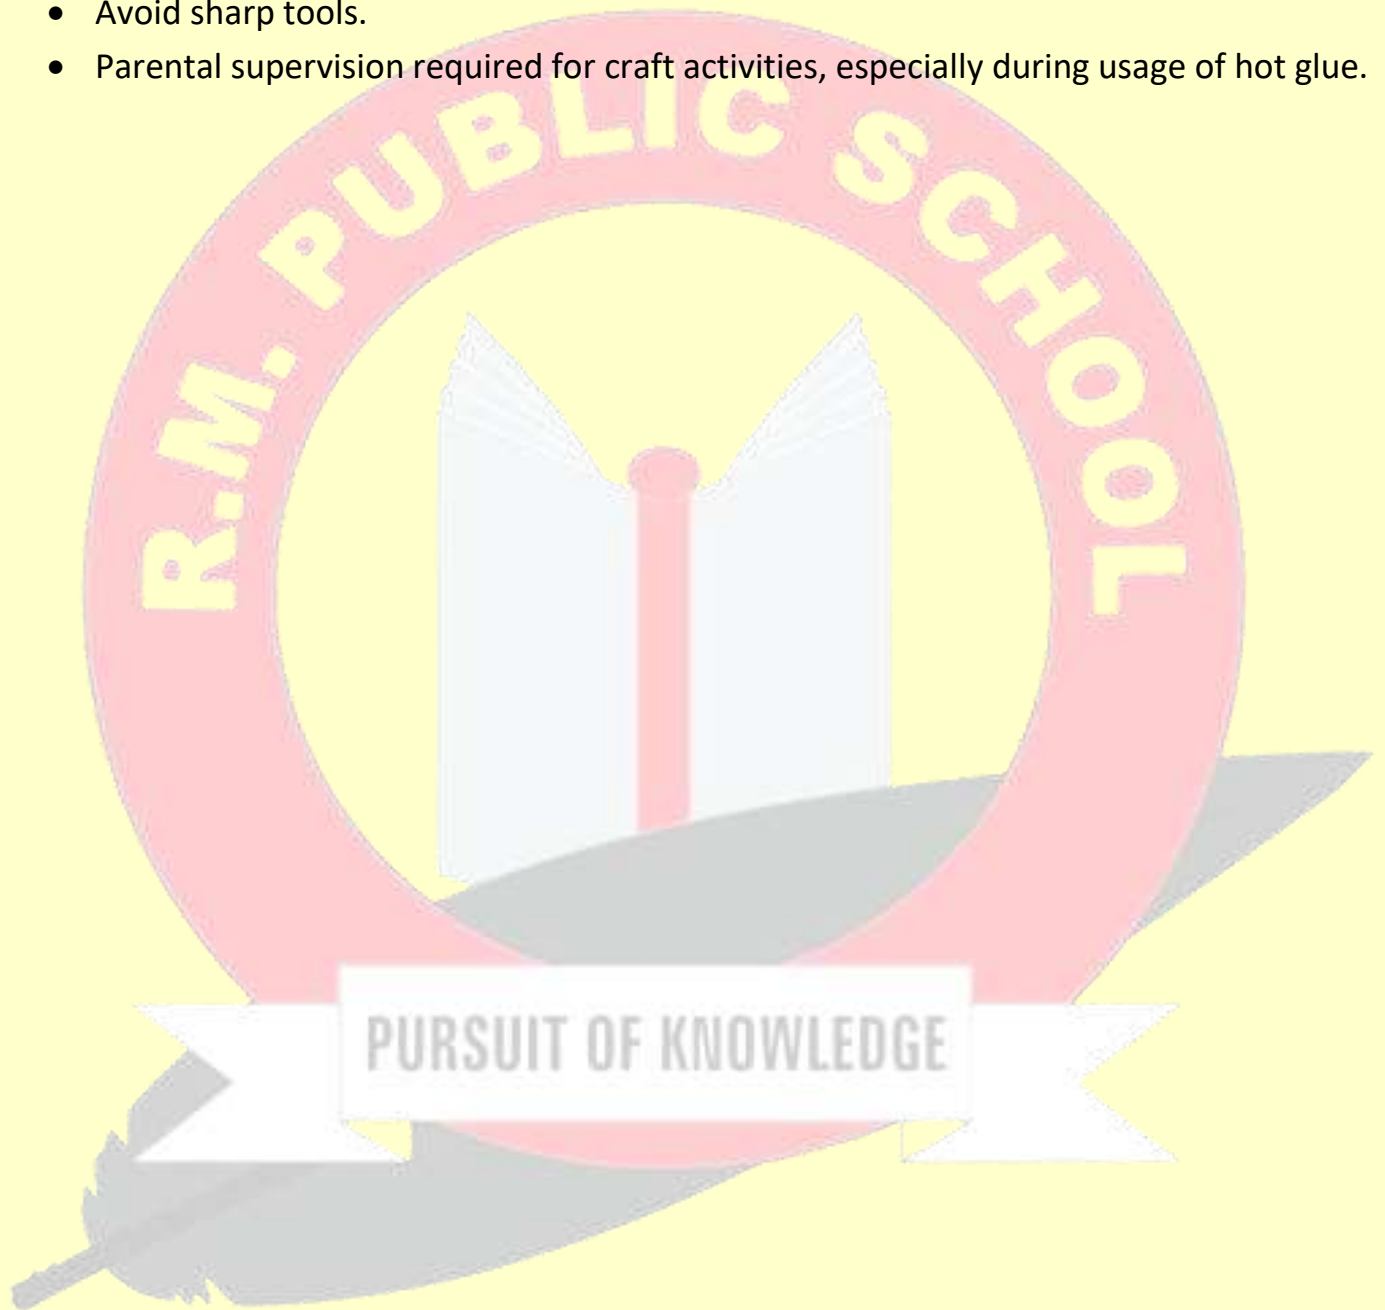 • Avoid sharp tools.
• Parental supervision required for craft activities, especially during usage of hot glue.
R.M. PUBLIC SCHOOL
PURSUIT OF KNOWLEDGE